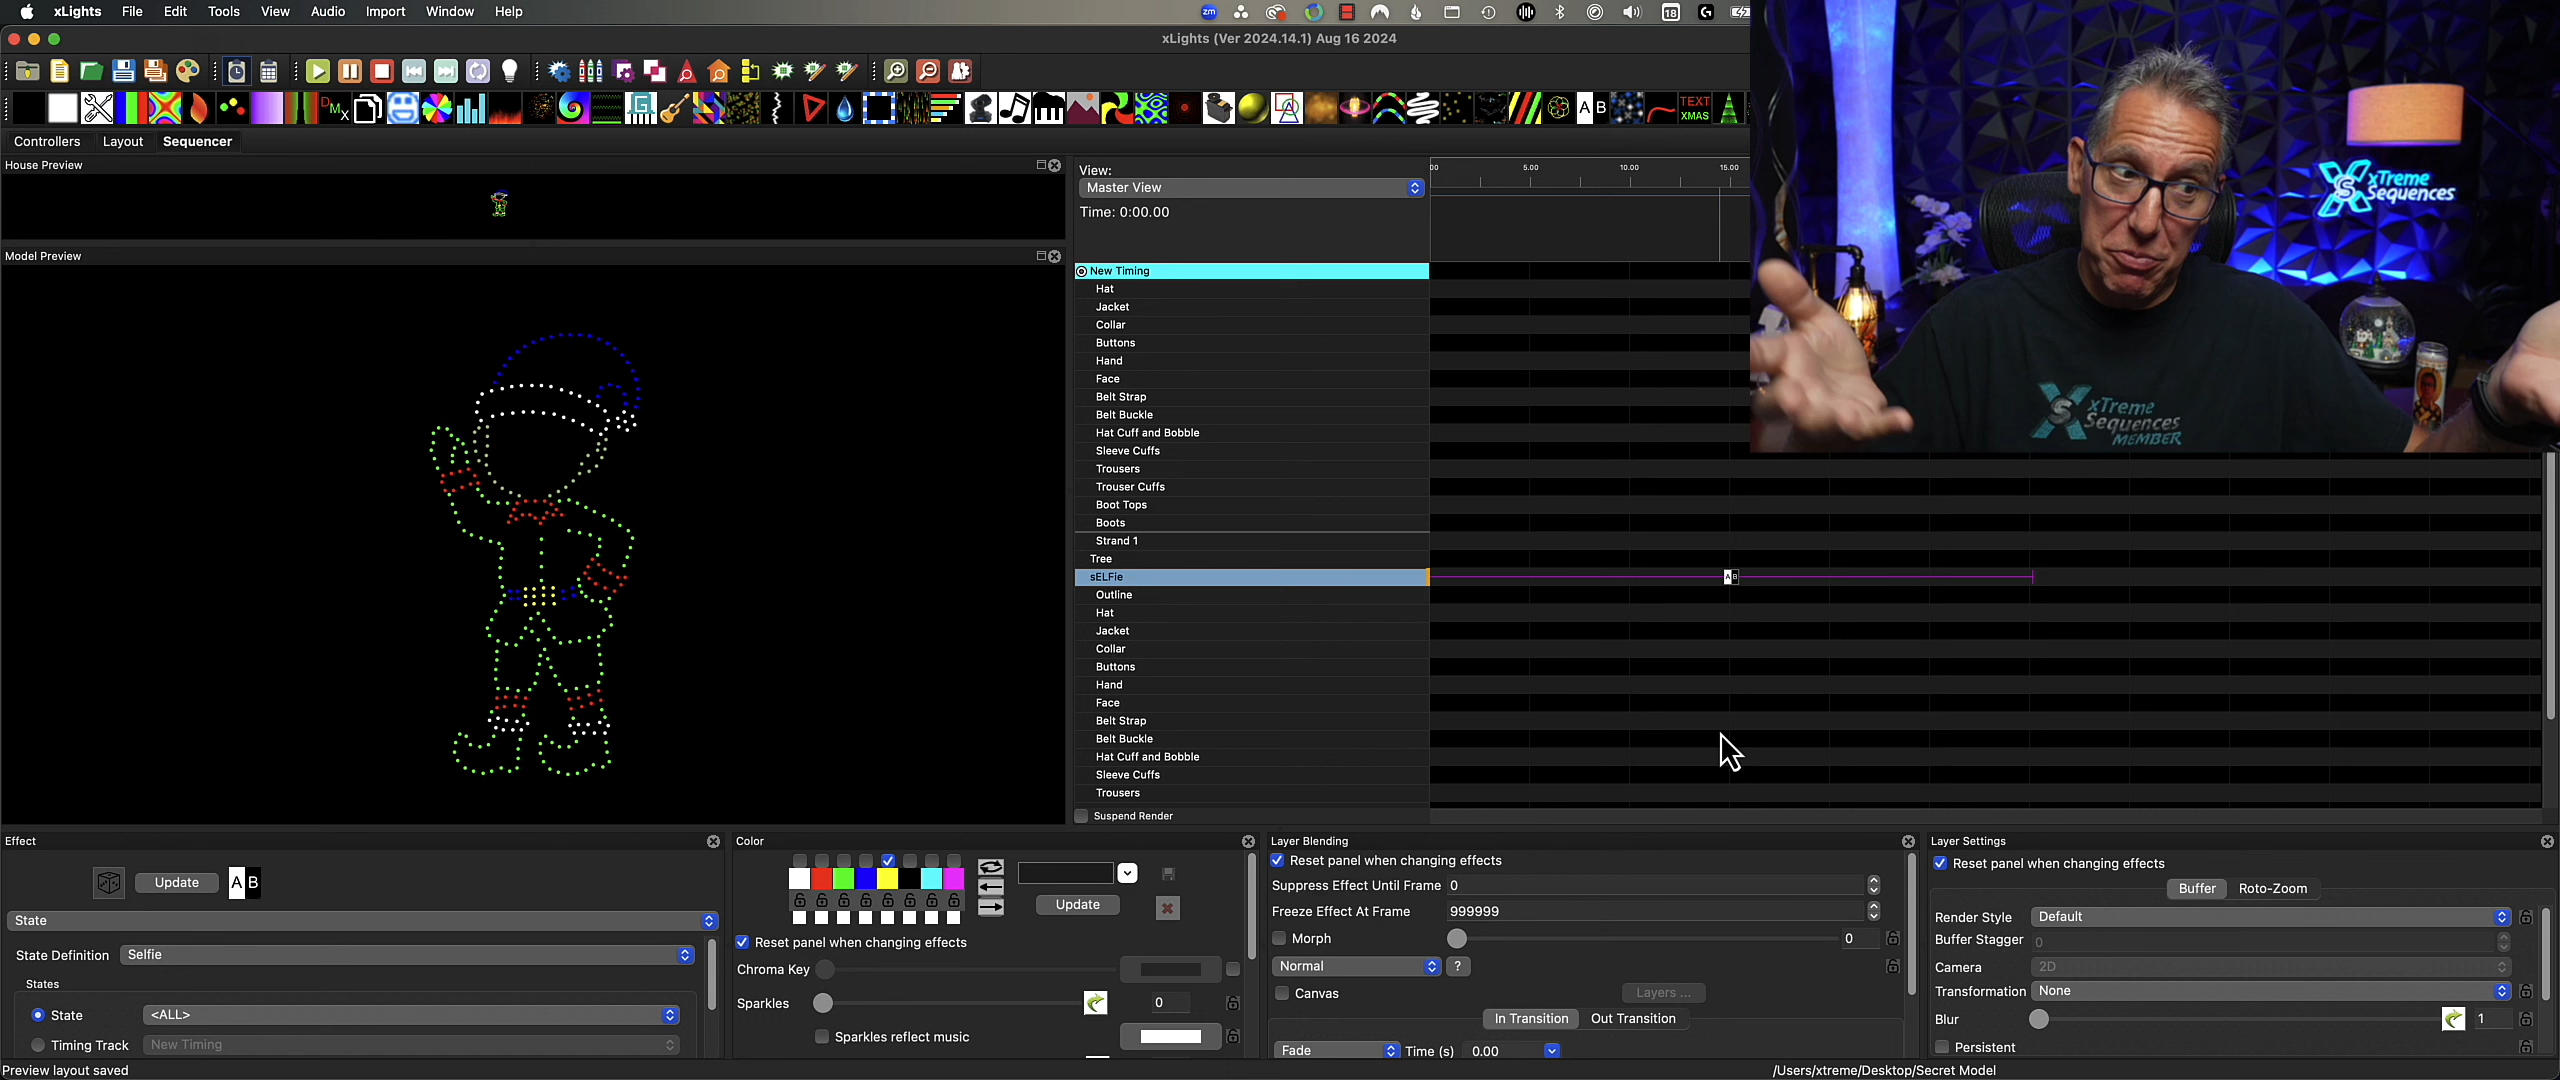 xLights File Edit Tools View Audio Import Window Help
zm 18
xLights (Ver 2024.14.1) Aug 16 2024
DMX A B TEXT XMAS
Controllers Layout Sequencer
House Preview
Model Preview
View:
Master View
Time: 0:00.00
5.00 10.00 15.00
New Timing
Hat
Jacket
Collar
Buttons
Hand
Face
Belt Strap
Belt Buckle
Hat Cuff and Bobble
Sleeve Cuffs
Trousers
Trouser Cuffs
Boot Tops
Boots
Strand 1
Tree
sELFie
A B
Outline
Hat
Jacket
Collar
Buttons
Hand
Face
Belt Strap
Belt Buckle
Hat Cuff and Bobble
Sleeve Cuffs
Trousers
Suspend Render
xTreme
Sequences
xTreme
Sequences
MEMBER
Effect
Update A B
State
State Definition Selfie
States
State <ALL>
Timing Track New Timing
Color
Update
Reset panel when changing effects
Chroma Key
Sparkles 0
Sparkles reflect music
Layer Blending
Reset panel when changing effects
Suppress Effect Until Frame 0
Freeze Effect At Frame 999999
Morph 0
Normal ?
Canvas Layers ...
In Transition Out Transition
Fade Time (s) 0.00
Layer Settings
Reset panel when changing effects
Buffer Roto-Zoom
Render Style Default
Buffer Stagger 0
Camera 2D
Transformation None
Blur 1
Persistent
Preview layout saved
/Users/xtreme/Desktop/Secret Model